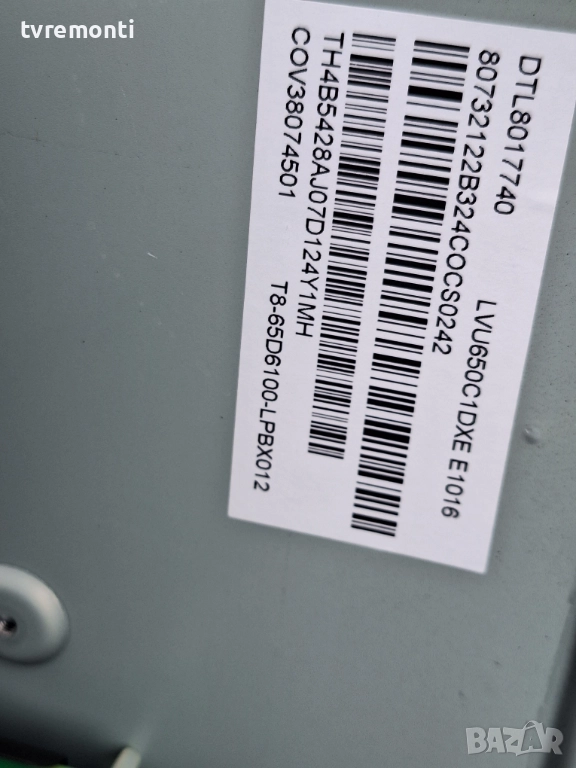 tvremonti
DTL8017740
LVU650C1DXE E1016
80732122B324COCS0242
TH4B5428AJ07D124Y1MH
COV38074501
T8-65D6100-LPBX012
BAZAR